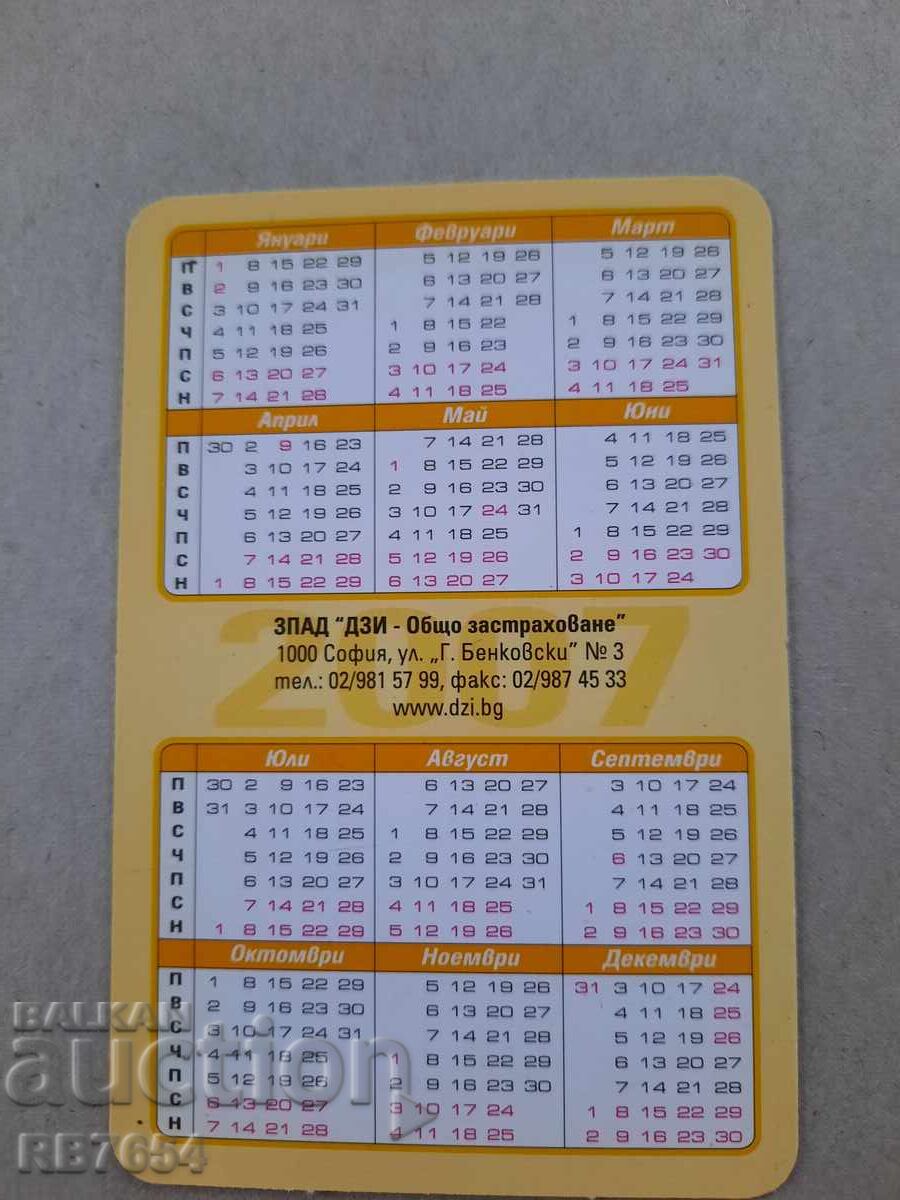 Януари Февруари Март
П 1 8 15 22 29 5 12 19 26 5 12 19 26
В 2 9 16 23 30 6 13 20 27 6 13 20 27
С 3 10 17 24 31 7 14 21 28 7 14 21 28
Ч 4 11 18 25 1 8 15 22 1 8 15 22 29
П 5 12 19 26 2 9 16 23 2 9 16 23 30
С 6 13 20 27 3 10 17 24 3 10 17 24 31
Н 7 14 21 28 4 11 18 25 4 11 18 25
Април Май Юни
П 30 2 9 16 23 7 14 21 28 4 11 18 25
В 3 10 17 24 1 8 15 22 29 5 12 19 26
С 4 11 18 25 2 9 16 23 30 6 13 20 27
Ч 5 12 19 26 3 10 17 24 31 7 14 21 28
П 6 13 20 27 4 11 18 25 1 8 15 22 29
С 7 14 21 28 5 12 19 26 2 9 16 23 30
Н 1 8 15 22 29 6 13 20 27 3 10 17 24
2007
ЗПАД "ДЗИ - Общо застраховане"
1000 София, ул. „Г. Бенковски" № 3
тел.: 02/981 57 99, факс: 02/987 45 33
www.dzi.bg
Юли Август Септември
П 30 2 9 16 23 6 13 20 27 3 10 17 24
В 31 3 10 17 24 7 14 21 28 4 11 18 25
С 4 11 18 25 1 8 15 22 29 5 12 19 26
Ч 5 12 19 26 2 9 16 23 30 6 13 20 27
П 6 13 20 27 3 10 17 24 31 7 14 21 28
С 7 14 21 28 4 11 18 25 1 8 15 22 29
Н 1 8 15 22 29 5 12 19 26 2 9 16 23 30
Октомври Ноември Декември
П 1 8 15 22 29 5 12 19 26 31 3 10 17 24
В 2 9 16 23 30 6 13 20 27 4 11 18 25
С 3 10 17 24 31 7 14 21 28 5 12 19 26
Ч 4 11 18 25 1 8 15 22 29 6 13 20 27
П 5 12 19 26 2 9 16 23 30 7 14 21 28
С 6 13 20 27 3 10 17 24 1 8 15 22 29
Н 7 14 21 28 4 11 18 25 2 9 16 23 30
BALKAN
auction
RB7654